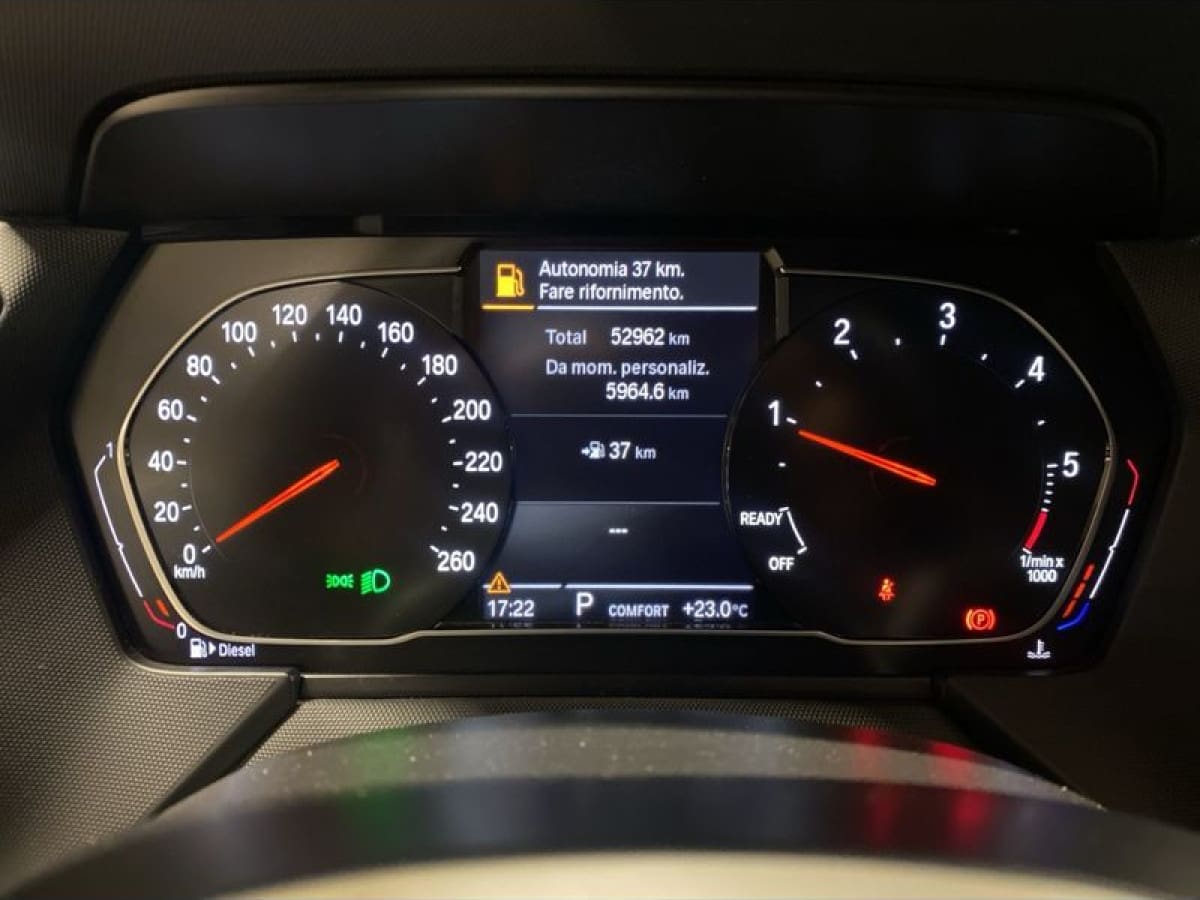 Autonomia 37 km.
Fare rifornimento.
Total 52962 km
Da mom. personaliz.
5964.6 km
37 km
---
17:22 P COMFORT +23.0°C
0
20
40
60
80
100
120
140
160
180
200
220
240
260
km/h
1
0
Diesel
OFF
READY
1
2
3
4
5
1/min x
1000
P